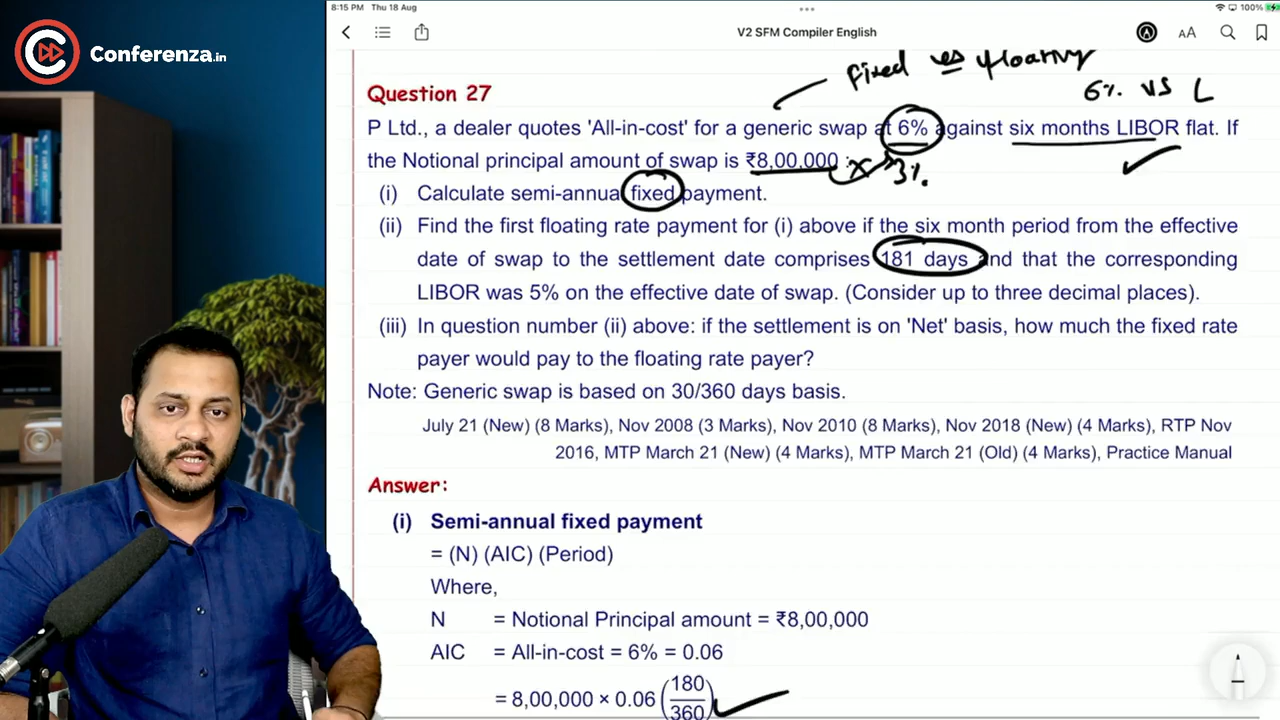 8:15 PM Thu 18 Aug
100%
Conferenza.in
V2 SFM Compiler English
AA
fixed vs floating
6% vs L
Question 27
P Ltd., a dealer quotes 'All-in-cost' for a generic swap at 6% against six months LIBOR flat. If
the Notional principal amount of swap is ₹8,00,000
x 3%
(i) Calculate semi-annual fixed payment.
(ii) Find the first floating rate payment for (i) above if the six month period from the effective
date of swap to the settlement date comprises 181 days and that the corresponding
LIBOR was 5% on the effective date of swap. (Consider up to three decimal places).
(iii) In question number (ii) above: if the settlement is on 'Net' basis, how much the fixed rate
payer would pay to the floating rate payer?
Note: Generic swap is based on 30/360 days basis.
July 21 (New) (8 Marks), Nov 2008 (3 Marks), Nov 2010 (8 Marks), Nov 2018 (New) (4 Marks), RTP Nov
2016, MTP March 21 (New) (4 Marks), MTP March 21 (Old) (4 Marks), Practice Manual
Answer:
(i) Semi-annual fixed payment
= (N) (AIC) (Period)
Where,
N = Notional Principal amount = ₹8,00,000
AIC = All-in-cost = 6% = 0.06
= 8,00,000 × 0.06 (180/360)